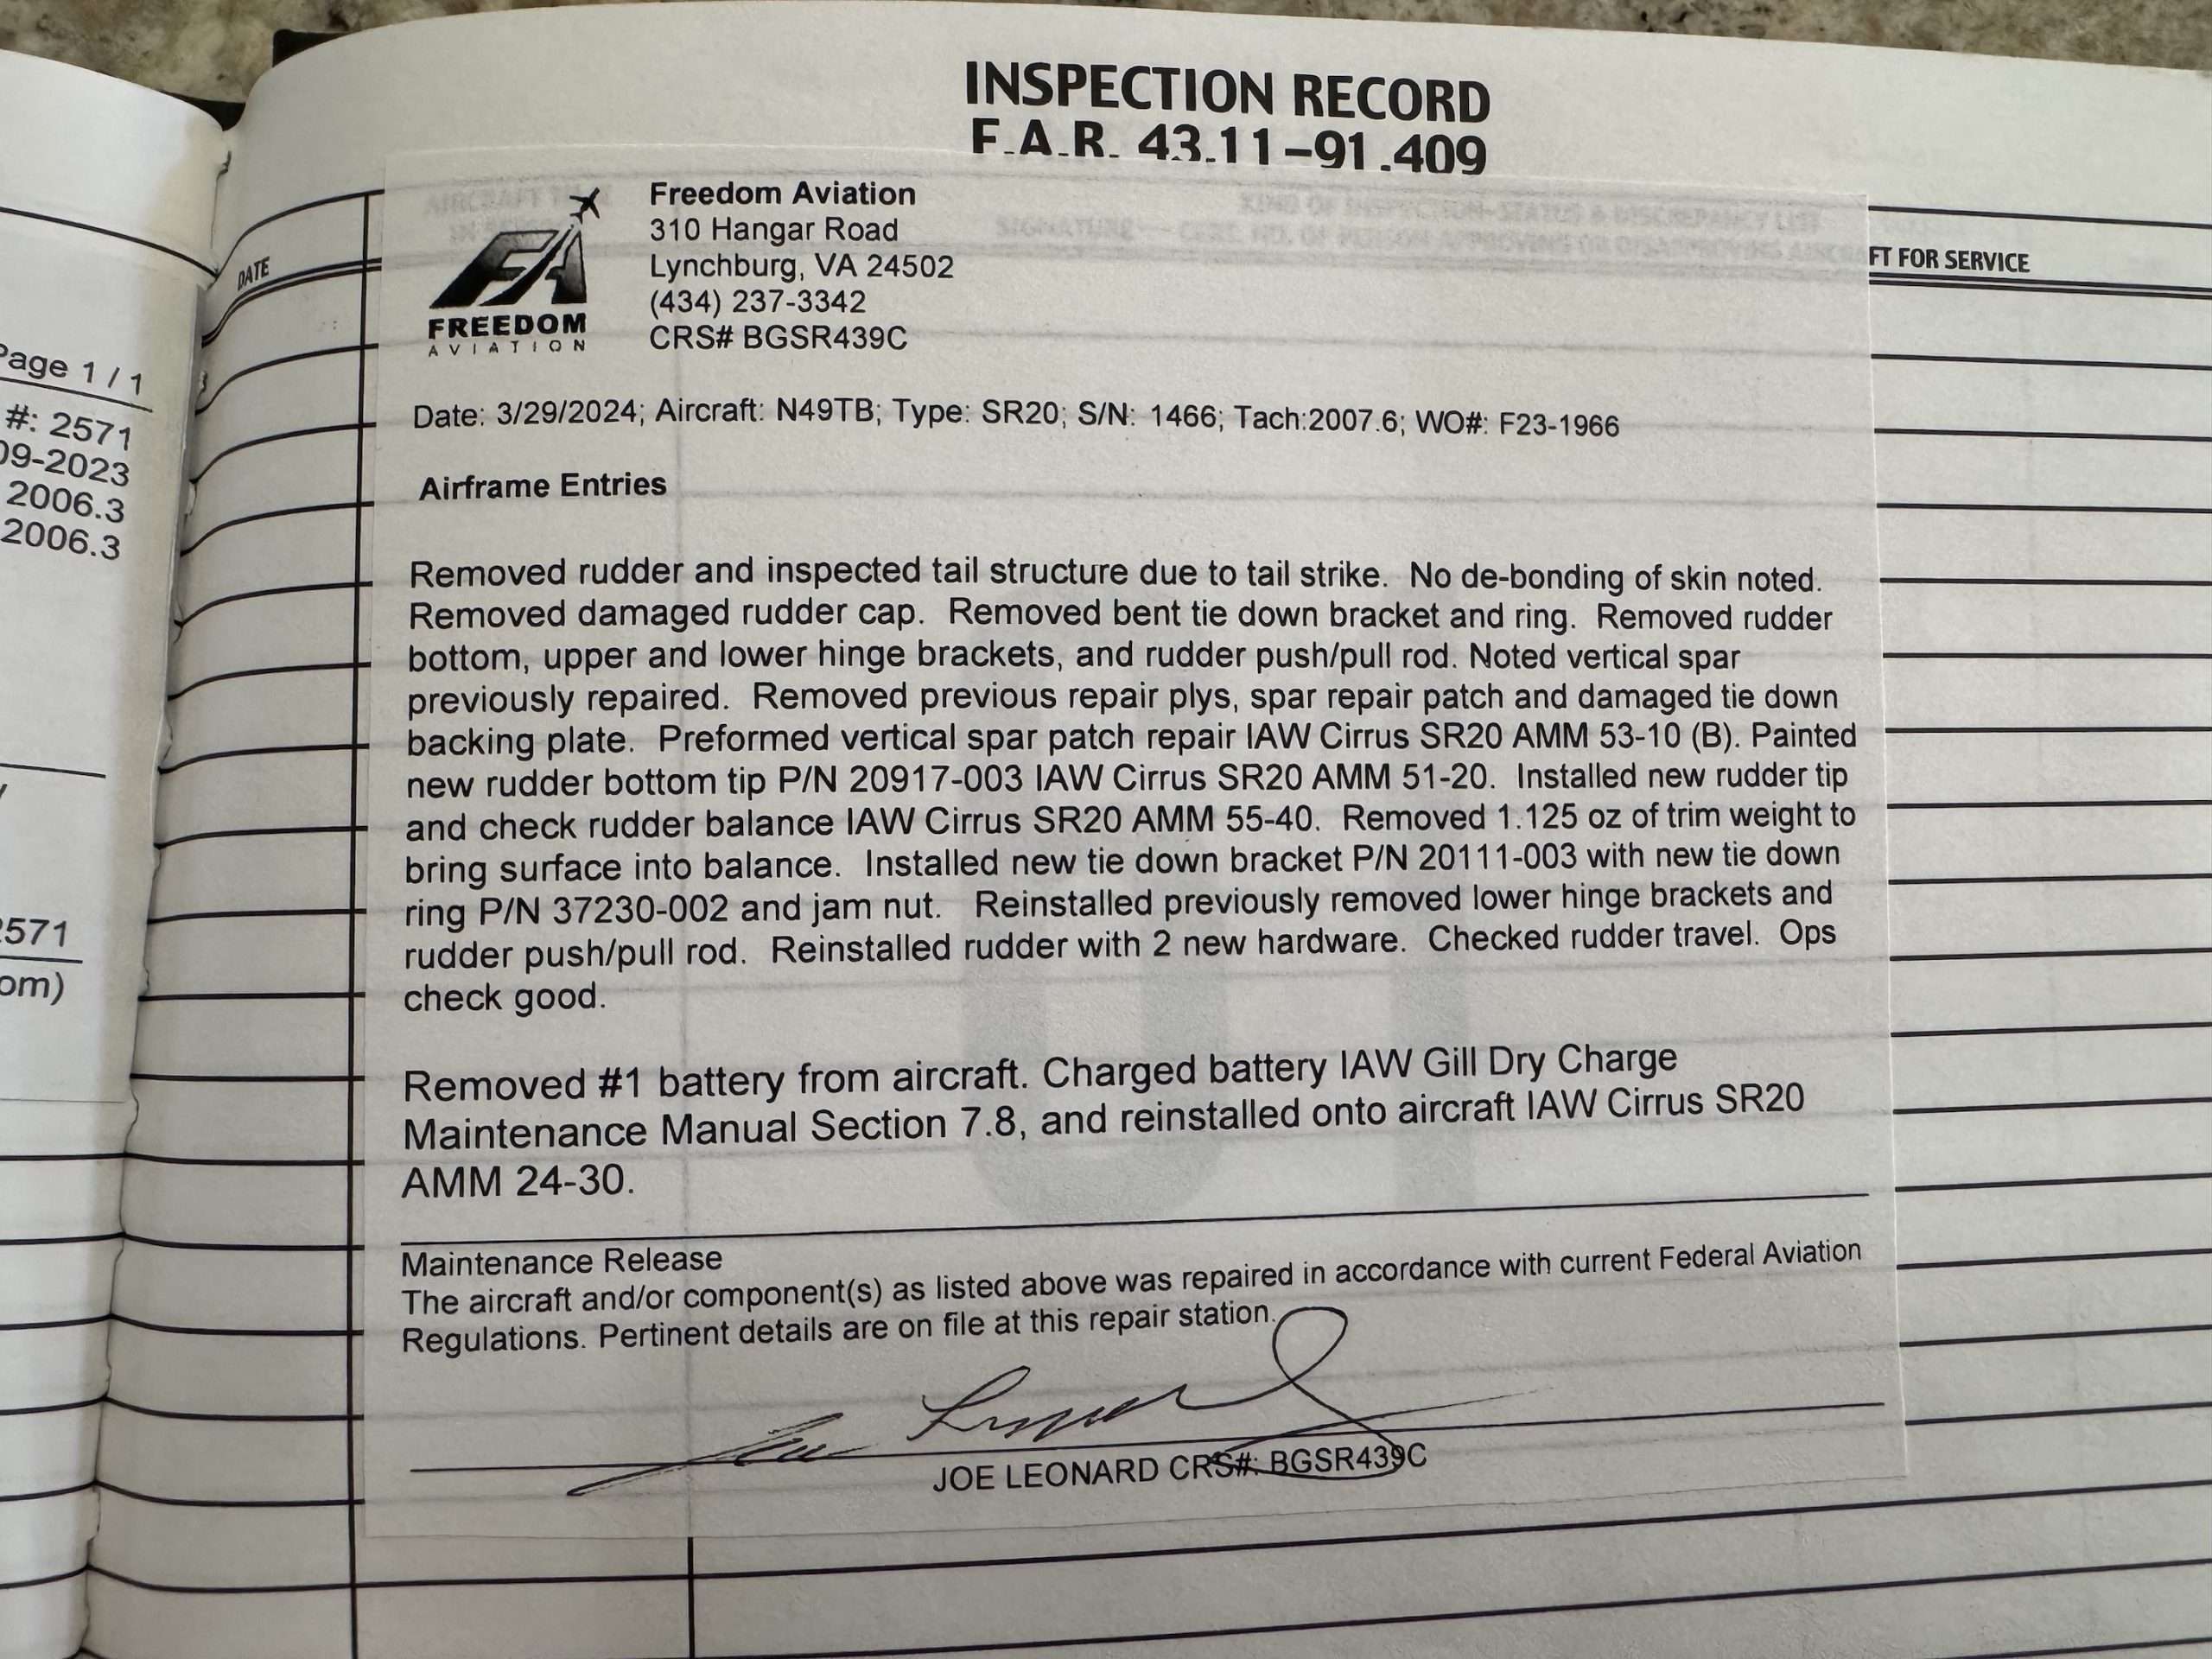 INSPECTION RECORD
F.A.R. 43.11–91.409
DATE
FT FOR SERVICE
Page 1 / 1
#: 2571
09-2023
2006.3
2006.3
2571
om)
FREEDOM
AVIATION
Freedom Aviation
310 Hangar Road
Lynchburg, VA 24502
(434) 237-3342
CRS# BGSR439C
Date: 3/29/2024; Aircraft: N49TB; Type: SR20; S/N: 1466; Tach:2007.6; WO#: F23-1966
Airframe Entries
Removed rudder and inspected tail structure due to tail strike. No de-bonding of skin noted.
Removed damaged rudder cap. Removed bent tie down bracket and ring. Removed rudder
bottom, upper and lower hinge brackets, and rudder push/pull rod. Noted vertical spar
previously repaired. Removed previous repair plys, spar repair patch and damaged tie down
backing plate. Preformed vertical spar patch repair IAW Cirrus SR20 AMM 53-10 (B). Painted
new rudder bottom tip P/N 20917-003 IAW Cirrus SR20 AMM 51-20. Installed new rudder tip
and check rudder balance IAW Cirrus SR20 AMM 55-40. Removed 1.125 oz of trim weight to
bring surface into balance. Installed new tie down bracket P/N 20111-003 with new tie down
ring P/N 37230-002 and jam nut. Reinstalled previously removed lower hinge brackets and
rudder push/pull rod. Reinstalled rudder with 2 new hardware. Checked rudder travel. Ops
check good.
Removed #1 battery from aircraft. Charged battery IAW Gill Dry Charge
Maintenance Manual Section 7.8, and reinstalled onto aircraft IAW Cirrus SR20
AMM 24-30.
Maintenance Release
The aircraft and/or component(s) as listed above was repaired in accordance with current Federal Aviation
Regulations. Pertinent details are on file at this repair station.
JOE LEONARD CRS#: BGSR439C